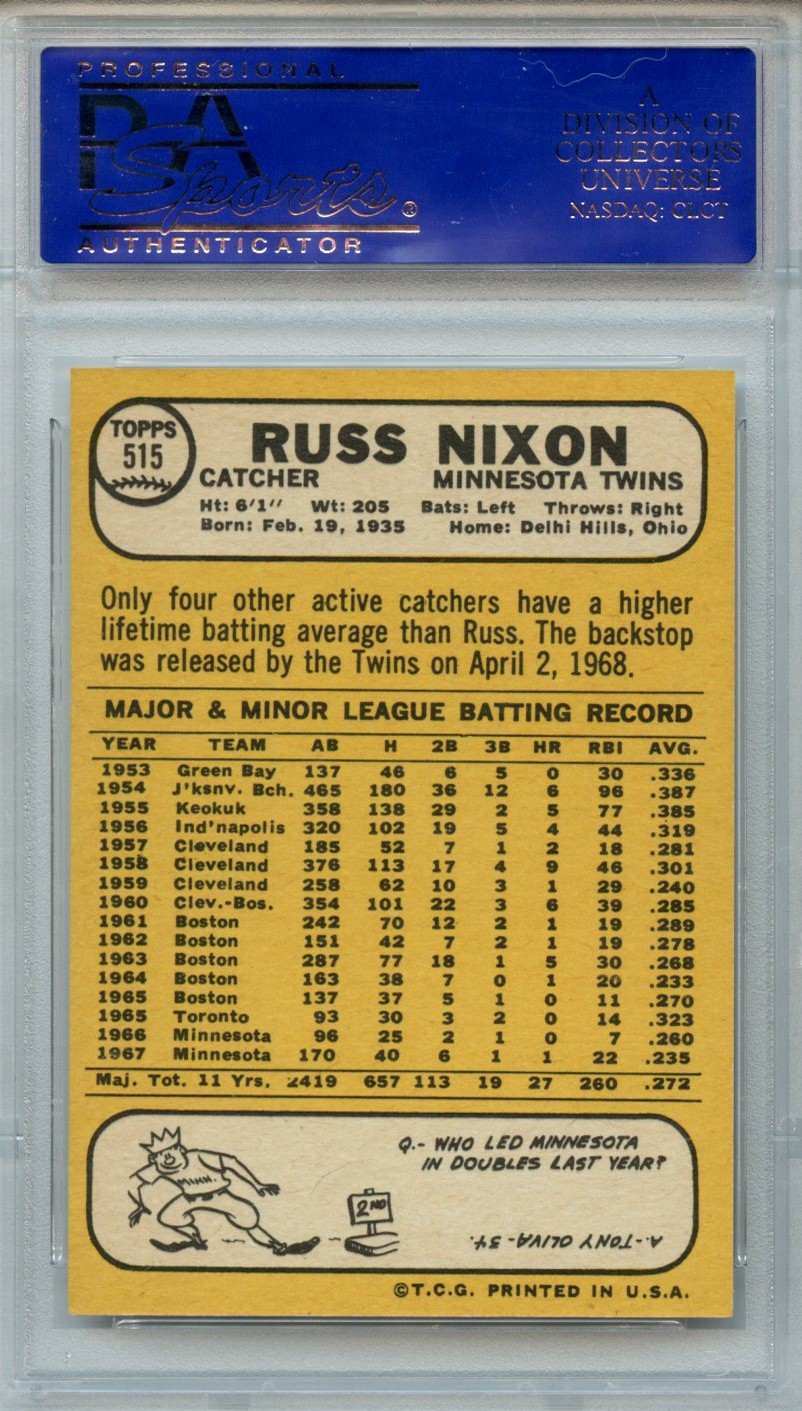 PROFESSIONAL
PSA
Sports®
AUTHENTICATOR
A
DIVISION OF
COLLECTORS
UNIVERSE
NASDAQ: CLCT
TOPPS
515
RUSS NIXON
CATCHER MINNESOTA TWINS
Ht: 6'1" Wt: 205 Bats: Left Throws: Right
Born: Feb. 19, 1935 Home: Delhi Hills, Ohio
Only four other active catchers have a higher
lifetime batting average than Russ. The backstop
was released by the Twins on April 2, 1968.
MAJOR & MINOR LEAGUE BATTING RECORD
YEAR TEAM AB H 2B 3B HR RBI AVG.
1953 Green Bay 137 46 6 5 0 30 .336
1954 J'ksnv. Bch. 465 180 36 12 6 96 .387
1955 Keokuk 358 138 29 2 5 77 .385
1956 Ind'napolis 320 102 19 5 4 44 .319
1957 Cleveland 185 52 7 1 2 18 .281
1958 Cleveland 376 113 17 4 9 46 .301
1959 Cleveland 258 62 10 3 1 29 .240
1960 Clev.-Bos. 354 101 22 3 6 39 .285
1961 Boston 242 70 12 2 1 19 .289
1962 Boston 151 42 7 2 1 19 .278
1963 Boston 287 77 18 1 5 30 .268
1964 Boston 163 38 7 0 1 20 .233
1965 Boston 137 37 5 1 0 11 .270
1965 Toronto 93 30 3 2 0 14 .323
1966 Minnesota 96 25 2 1 0 7 .260
1967 Minnesota 170 40 6 1 1 22 .235
Maj. Tot. 11 Yrs. 2419 657 113 19 27 260 .272
Q.- WHO LED MINNESOTA
IN DOUBLES LAST YEAR?
MINN.
2ND
A.-TONY OLIVA-34.
©T.C.G. PRINTED IN U.S.A.